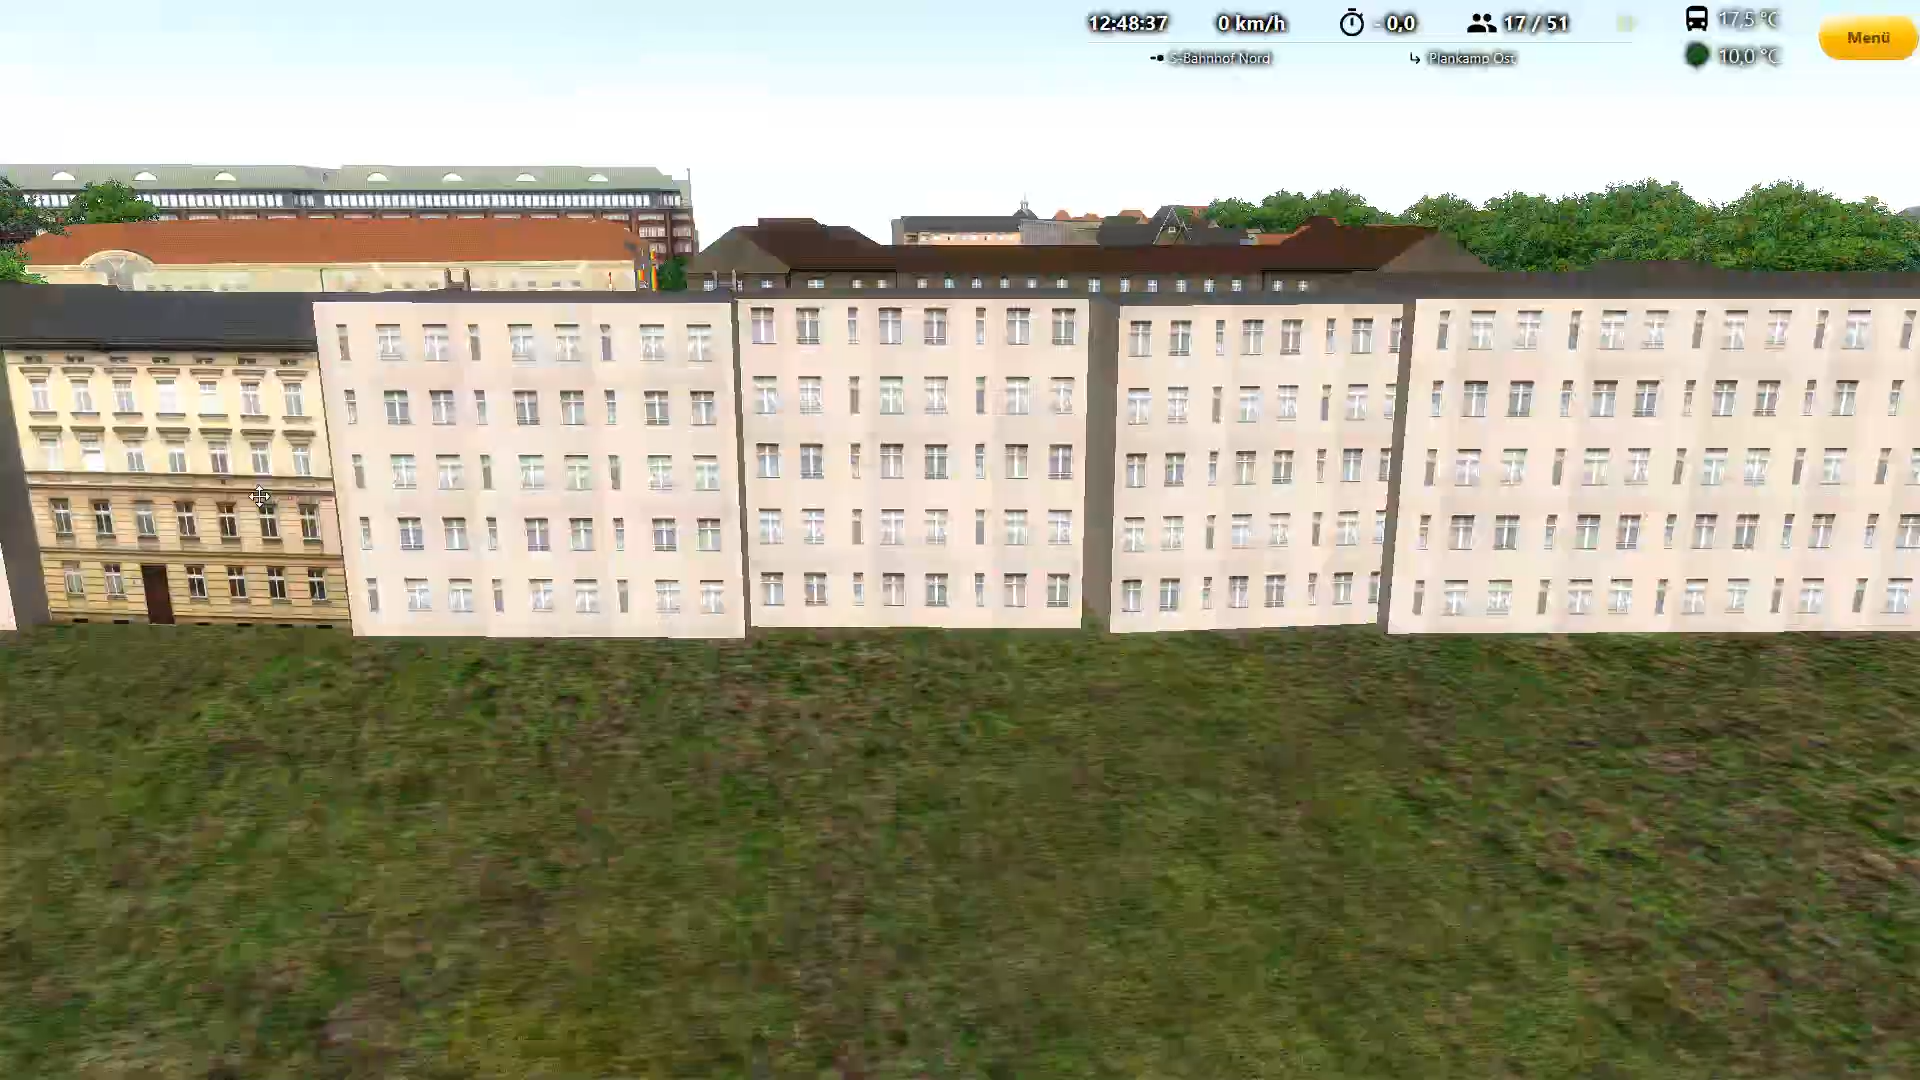 12:48:37 0 km/h - 0,0 17 / 51 17,5 °C Menü
S-Bahnhof Nord Plankamp Ost 10,0 °C